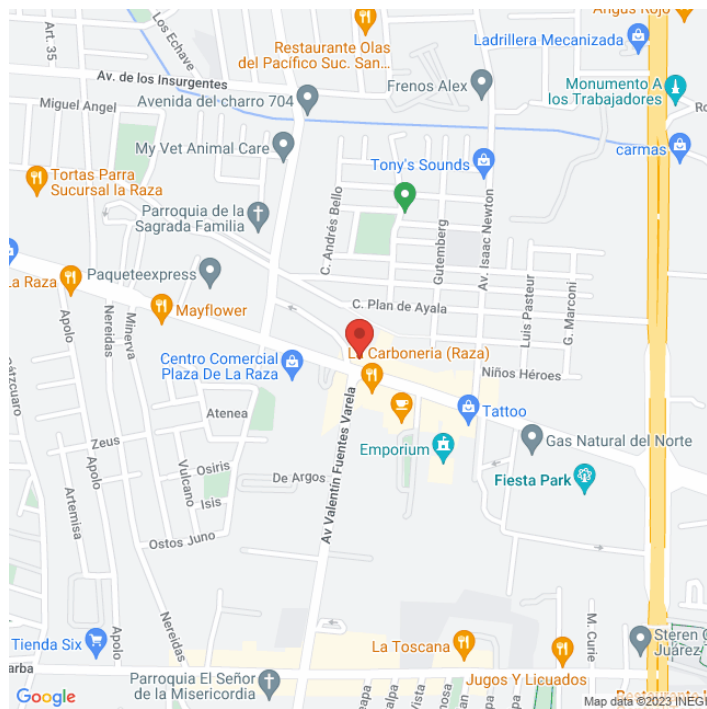 Angus Rojo
Los Echave
Art. 35
Restaurante Olas
del Pacífico Suc. San...
Ladrillera Mecanizada
Av. de los Insurgentes
Frenos Alex
Monumento A
los Trabajadores
Miguel Angel
Avenida del charro 704
My Vet Animal Care
Tony's Sounds
carmas
Tortas Parra
Sucursal la Raza
Parroquia de la
Sagrada Familia
C. Andrés Bello
Gutemberg
Av. Isaac Newton
Paqueteexpress
La Raza
Mayflower
C. Plan de Ayala
Luis Pasteur
G. Marconi
Apolo
Nereidas
Minerva
Centro Comercial
Plaza De La Raza
La Carboneria (Raza)
Niños Héroes
Pátzcuaro
Atenea
Tattoo
Zeus
Av Valentín Fuentes Varela
Gas Natural del Norte
Emporium
Apolo
Vulcano
Osiris
De Argos
Fiesta Park
Artemisa
Isis
Ostos Juno
Nereidas
M. Curie
Tienda Six
Apolo
La Toscana
Steren C
Juárez
arba
Parroquia El Señor
de la Misericordia
Jugos Y Licuados
Vista
Google
Map data ©2023 INEGI